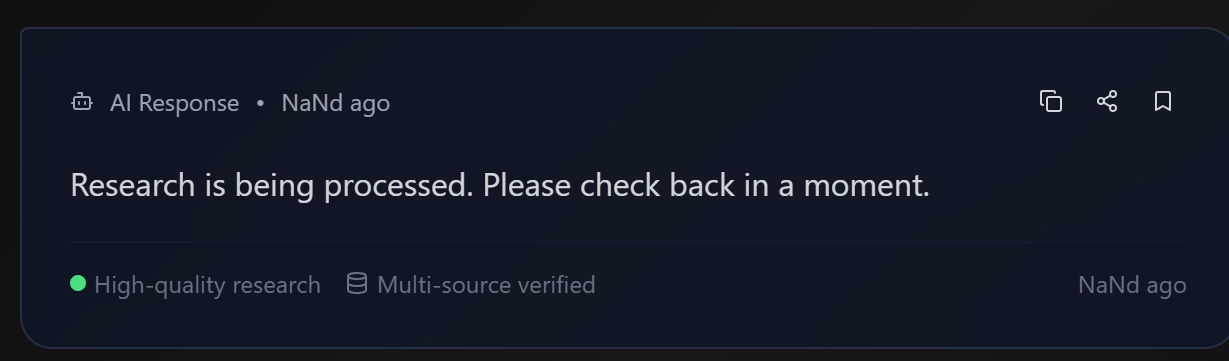 AI Response • NaNd ago
Research is being processed. Please check back in a moment.
High-quality research Multi-source verified NaNd ago